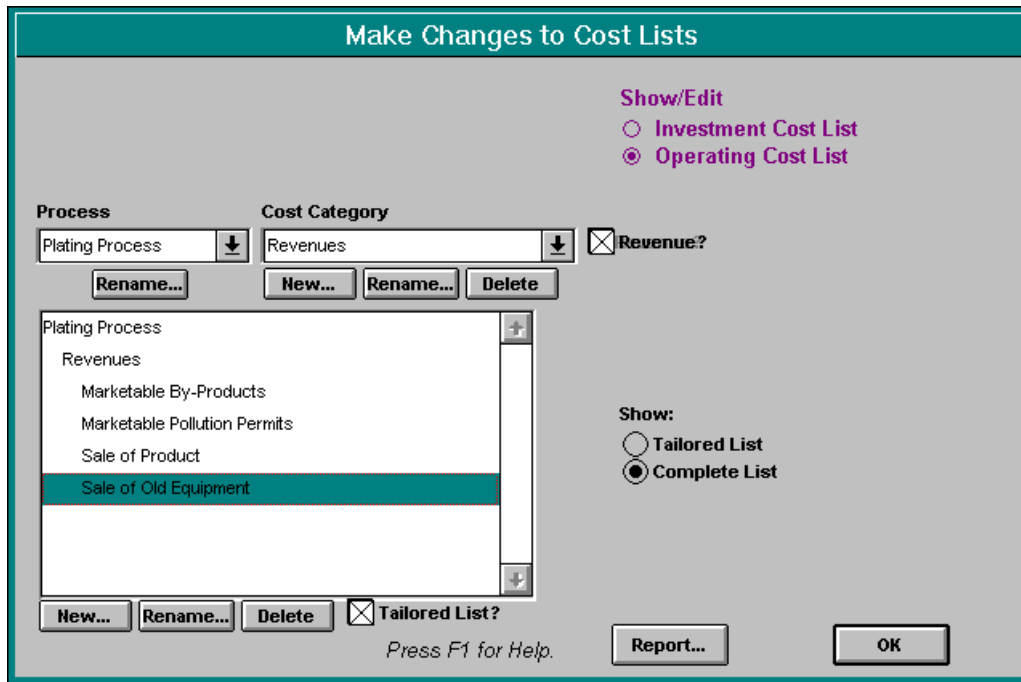 Make Changes to Cost Lists
Show/Edit
Investment Cost List
Operating Cost List
Process
Cost Category
Plating Process
Revenues
Revenue?
Rename...
New...
Rename...
Delete
Plating Process
Revenues
Marketable By-Products
Marketable Pollution Permits
Sale of Product
Sale of Old Equipment
Show:
Tailored List
Complete List
New...
Rename...
Delete
Tailored List?
Press F1 for Help.
Report...
OK